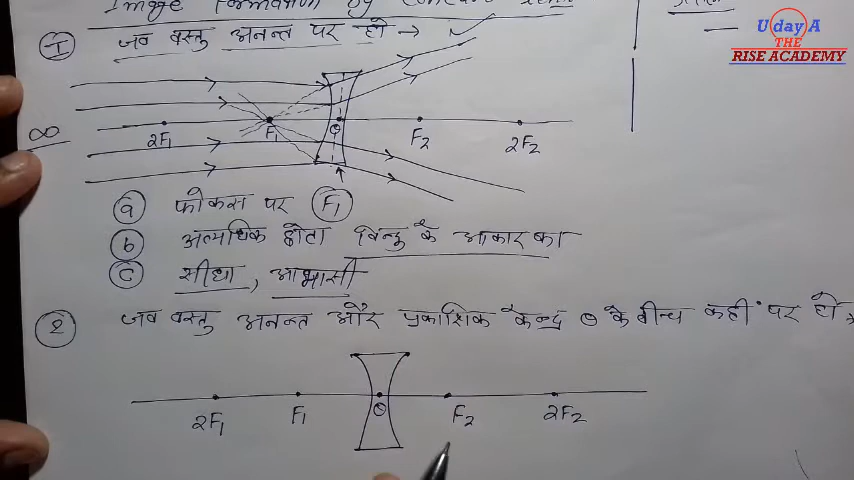 Image Formation by Concave Lens
U day A
THE
RISE ACADEMY
1 जब वस्तु अनन्त पर हो →
∞
2F₁ F₁ O F₂ 2F₂
a फोकस पर F₁
b अत्यधिक छोटा बिन्दु के आकार का
c सीधा, आभासी
2 जब वस्तु अनन्त और प्रकाशिक केन्द्र O के बीच कहीं पर हो,
2F₁ F₁ O F₂ 2F₂